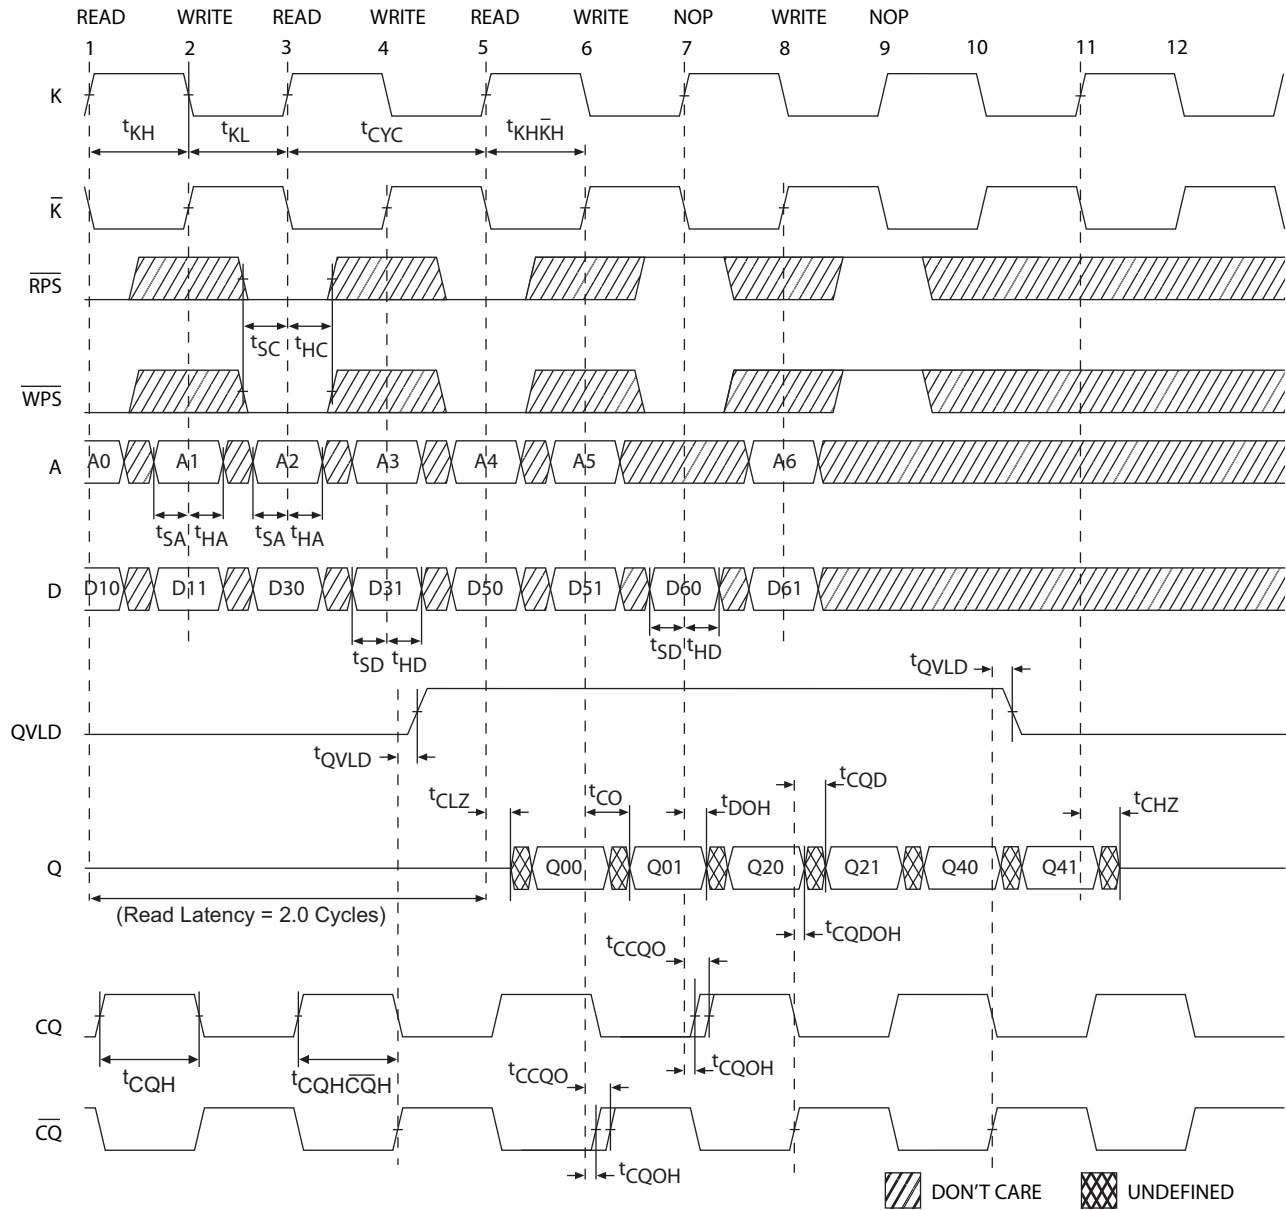 READ WRITE READ WRITE READ WRITE NOP WRITE NOP
1 2 3 4 5 6 7 8 9 10 11 12
K
tKH tKL tCYC tKHK̅H
K̅
R̅P̅S̅
tSC tHC
W̅P̅S̅
A A0 A1 A2 A3 A4 A5 A6
tSA tHA tSA tHA
D D10 D11 D30 D31 D50 D51 D60 D61
tSD tHD tSD tHD
tQVLD
QVLD
tQVLD
tCLZ tCO tDOH tCQD tCHZ
Q Q00 Q01 Q20 Q21 Q40 Q41
(Read Latency = 2.0 Cycles)
tCQDOH
tCCQO
CQ
tCQH tCQHC̅Q̅H tCCQO tCQOH
C̅Q̅
tCQOH
DON'T CARE UNDEFINED